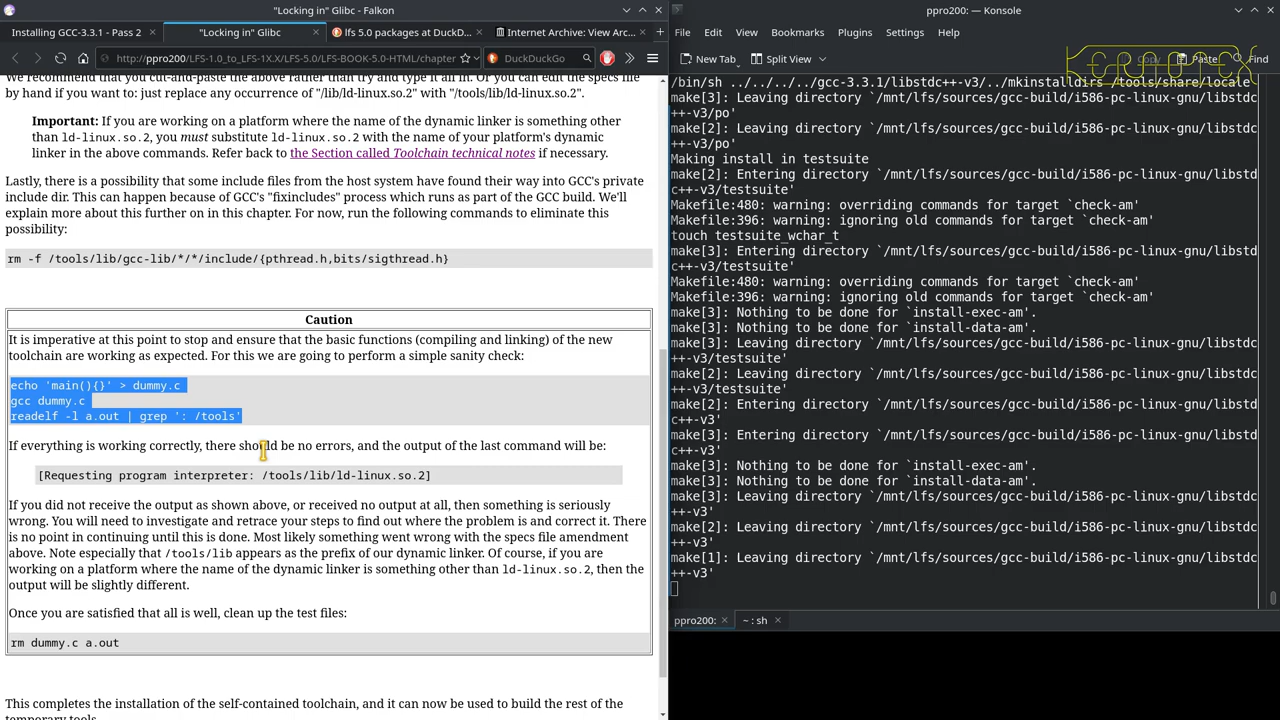 "Locking in" Glibc - Falkon
Installing GCC-3.3.1 - Pass 2
"Locking in" Glibc
lfs 5.0 packages at DuckD...
Internet Archive: View Arc...
http://ppro200/LFS-1.0_to_LFS-1X.X/LFS-5.0/LFS-BOOK-5.0-HTML/chapter
DuckDuckGo
we recommend that you cut-and-paste the above rather than try and type it all in. Or you can edit the specs file
by hand if you want to: just replace any occurrence of "/lib/ld-linux.so.2" with "/tools/lib/ld-linux.so.2".
Important: If you are working on a platform where the name of the dynamic linker is something other
than ld-linux.so.2, you must substitute ld-linux.so.2 with the name of your platform's dynamic
linker in the above commands. Refer back to the Section called Toolchain technical notes if necessary.
Lastly, there is a possibility that some include files from the host system have found their way into GCC's private
include dir. This can happen because of GCC's "fixincludes" process which runs as part of the GCC build. We'll
explain more about this further on in this chapter. For now, run the following commands to eliminate this
possibility:
rm -f /tools/lib/gcc-lib/*/*/include/{pthread.h,bits/sigthread.h}
Caution
It is imperative at this point to stop and ensure that the basic functions (compiling and linking) of the new
toolchain are working as expected. For this we are going to perform a simple sanity check:
echo 'main(){}' > dummy.c
gcc dummy.c
readelf -l a.out | grep ': /tools'
If everything is working correctly, there should be no errors, and the output of the last command will be:
[Requesting program interpreter: /tools/lib/ld-linux.so.2]
If you did not receive the output as shown above, or received no output at all, then something is seriously
wrong. You will need to investigate and retrace your steps to find out where the problem is and correct it. There
is no point in continuing until this is done. Most likely something went wrong with the specs file amendment
above. Note especially that /tools/lib appears as the prefix of our dynamic linker. Of course, if you are
working on a platform where the name of the dynamic linker is something other than ld-linux.so.2, then the
output will be slightly different.
Once you are satisfied that all is well, clean up the test files:
rm dummy.c a.out
This completes the installation of the self-contained toolchain, and it can now be used to build the rest of the
temporary tools.
ppro200: — Konsole
File Edit View Bookmarks Plugins Settings Help
New Tab Split View Copy Paste Find
KERNOTEX
/bin/sh ../../../../gcc-3.3.1/libstdc++-v3/../mkinstalldirs /tools/share/locale
make[3]: Leaving directory `/mnt/lfs/sources/gcc-build/i586-pc-linux-gnu/libstdc
++-v3/po'
make[2]: Leaving directory `/mnt/lfs/sources/gcc-build/i586-pc-linux-gnu/libstdc
++-v3/po'
Making install in testsuite
make[2]: Entering directory `/mnt/lfs/sources/gcc-build/i586-pc-linux-gnu/libstd
c++-v3/testsuite'
Makefile:480: warning: overriding commands for target `check-am'
Makefile:396: warning: ignoring old commands for target `check-am'
touch testsuite_wchar_t
make[3]: Entering directory `/mnt/lfs/sources/gcc-build/i586-pc-linux-gnu/libstd
c++-v3/testsuite'
Makefile:480: warning: overriding commands for target `check-am'
Makefile:396: warning: ignoring old commands for target `check-am'
make[3]: Nothing to be done for `install-exec-am'.
make[3]: Nothing to be done for `install-data-am'.
make[3]: Leaving directory `/mnt/lfs/sources/gcc-build/i586-pc-linux-gnu/libstdc
++-v3/testsuite'
make[2]: Leaving directory `/mnt/lfs/sources/gcc-build/i586-pc-linux-gnu/libstdc
++-v3/testsuite'
make[2]: Entering directory `/mnt/lfs/sources/gcc-build/i586-pc-linux-gnu/libstd
c++-v3'
make[3]: Entering directory `/mnt/lfs/sources/gcc-build/i586-pc-linux-gnu/libstd
c++-v3'
make[3]: Nothing to be done for `install-exec-am'.
make[3]: Nothing to be done for `install-data-am'.
make[3]: Leaving directory `/mnt/lfs/sources/gcc-build/i586-pc-linux-gnu/libstdc
++-v3'
make[2]: Leaving directory `/mnt/lfs/sources/gcc-build/i586-pc-linux-gnu/libstdc
++-v3'
make[1]: Leaving directory `/mnt/lfs/sources/gcc-build/i586-pc-linux-gnu/libstdc
++-v3'
ppro200:
~ : sh